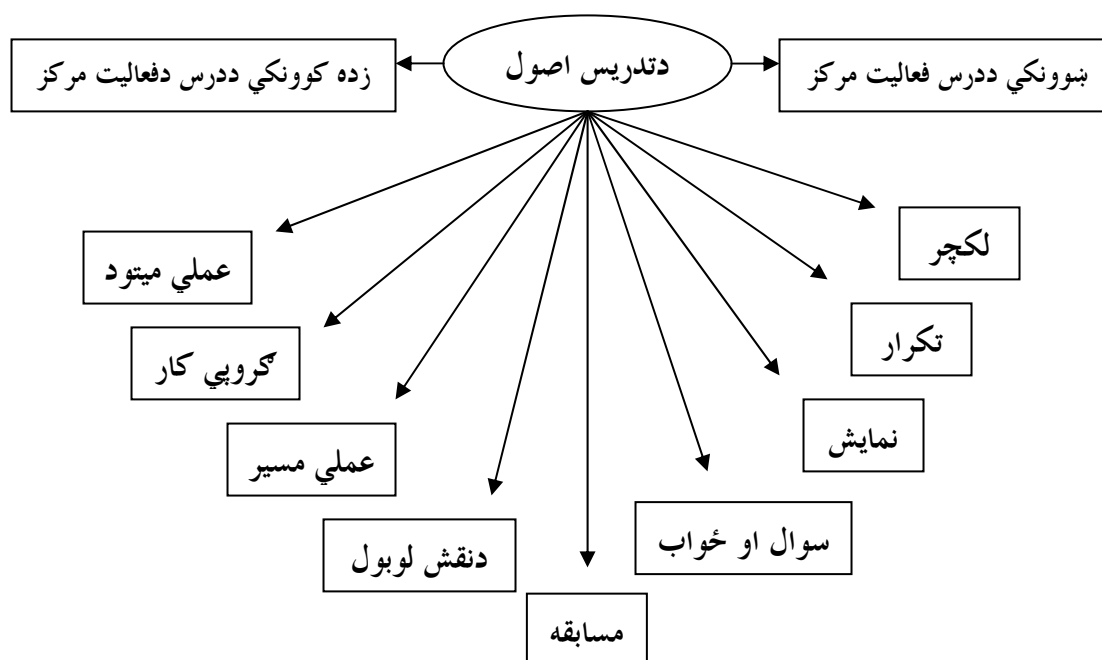 ښوونکي ددرس فعاليت مرکز
دتدريس اصول
زده کوونکي ددرس دفعاليت مرکز
لکچر
تکرار
نمايش
سوال او ځواب
مسابقه
دنقش لوبول
عملي مسير
ګروپي کار
عملي ميتود